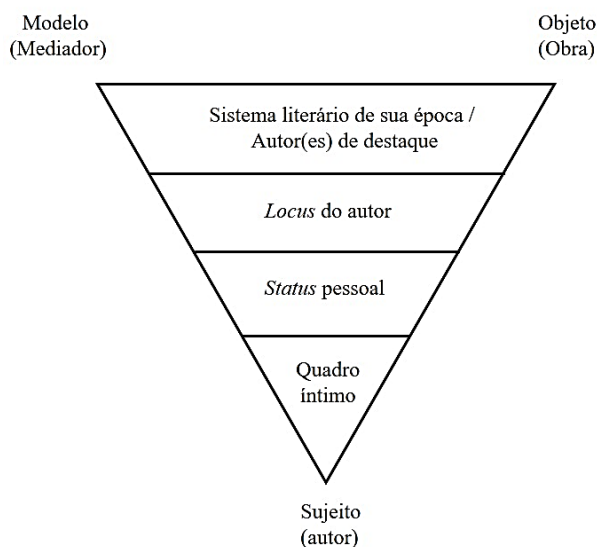 Modelo
(Mediador)
Objeto
(Obra)
Sistema literário de sua época /
Autor(es) de destaque
Locus do autor
Status pessoal
Quadro
íntimo
Sujeito
(autor)